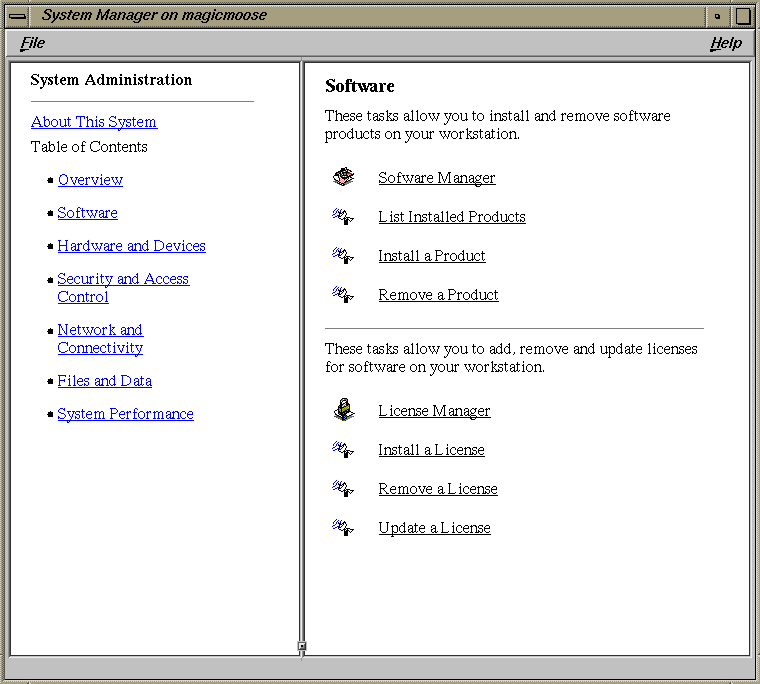 System Manager on magicmoose
File
Help
System Administration
About This System
Table of Contents
Overview
Software
Hardware and Devices
Security and Access
Control
Network and
Connectivity
Files and Data
System Performance
Software
These tasks allow you to install and remove software
products on your workstation.
Sofware Manager
List Installed Products
Install a Product
Remove a Product
These tasks allow you to add, remove and update licenses
for software on your workstation.
License Manager
Install a License
Remove a License
Update a License